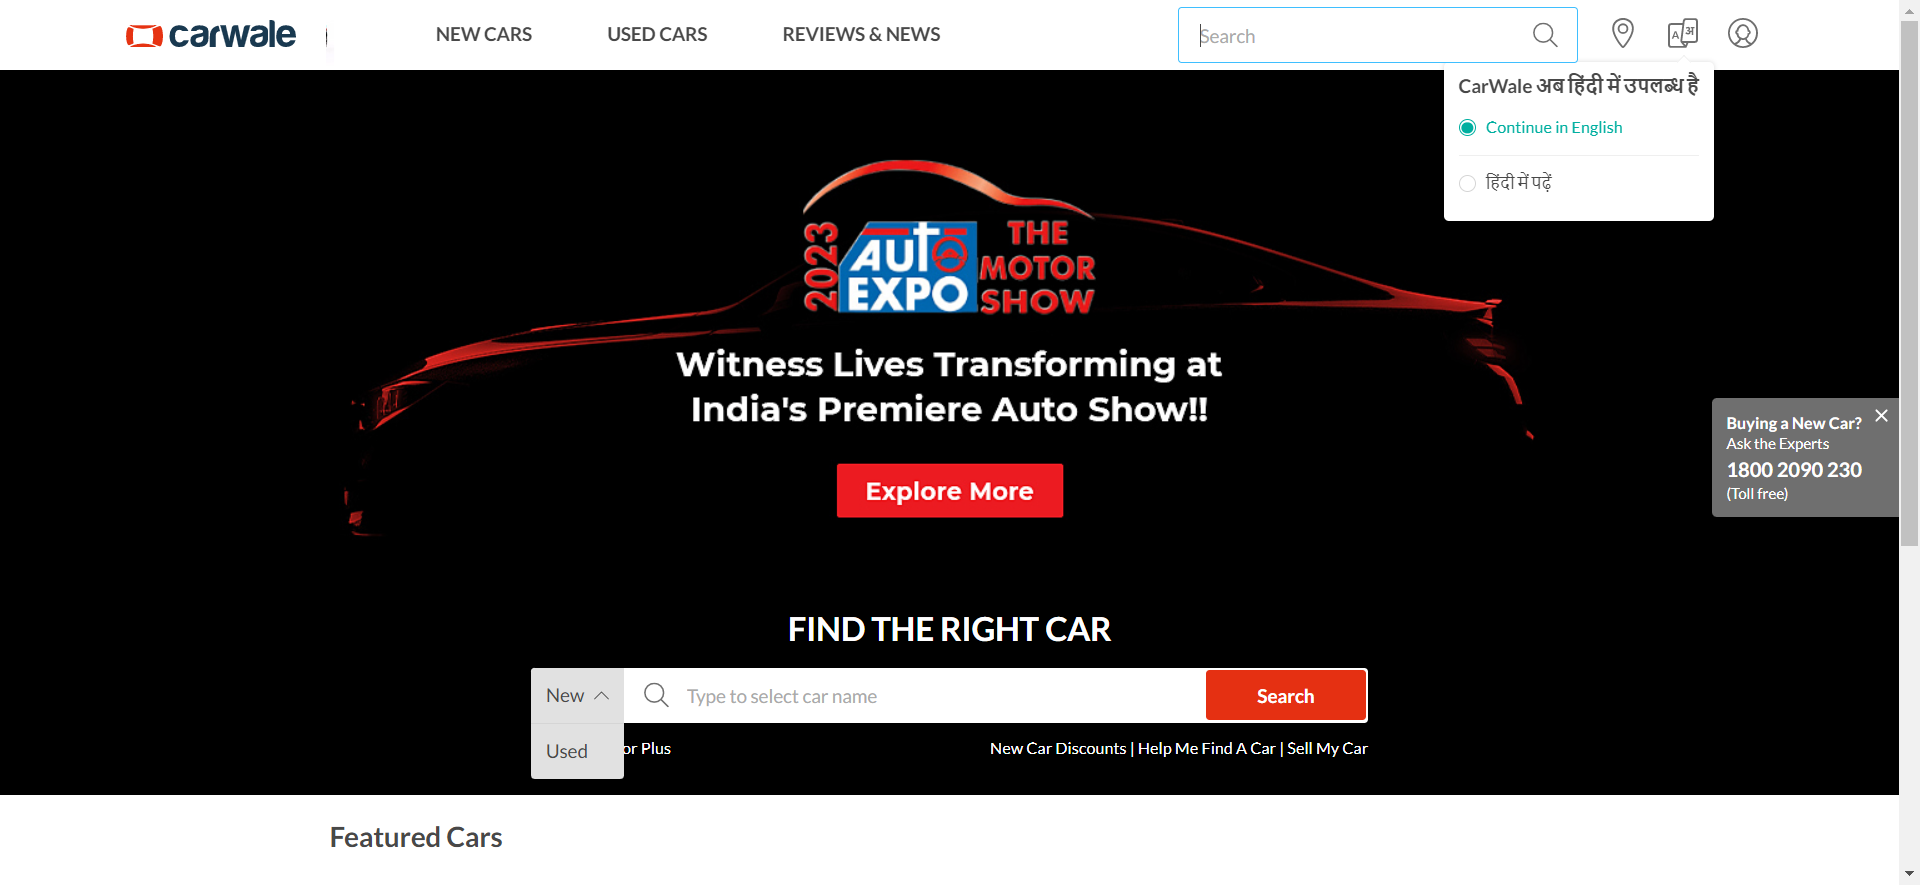 carwale
NEW CARS
USED CARS
REVIEWS & NEWS
Search
A अ
CarWale अब हिंदी में उपलब्ध है
Continue in English
हिंदी में पढ़ें
2023
AUTO
EXPO
THE
MOTOR
SHOW
Witness Lives Transforming at
India's Premiere Auto Show!!
Explore More
Buying a New Car?
Ask the Experts
1800 2090 230
(Toll free)
FIND THE RIGHT CAR
New
Type to select car name
Search
Used
or Plus
New Car Discounts | Help Me Find A Car | Sell My Car
Featured Cars